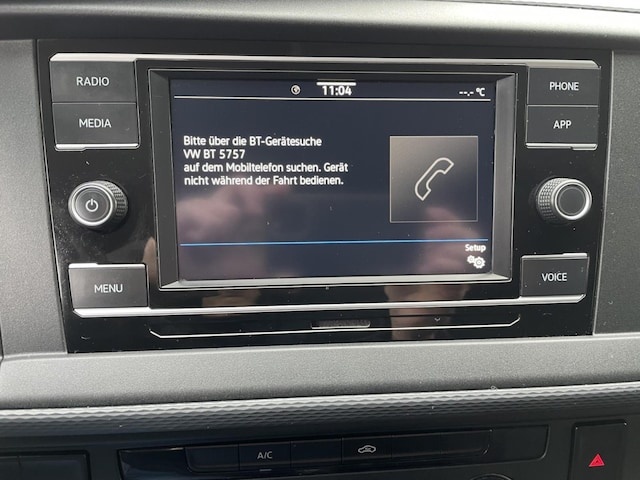 RADIO
MEDIA
MENU
11:04
--,- °C
Bitte über die BT-Gerätesuche
VW BT 5757
auf dem Mobiltelefon suchen. Gerät
nicht während der Fahrt bedienen.
Setup
PHONE
APP
VOICE
A/C